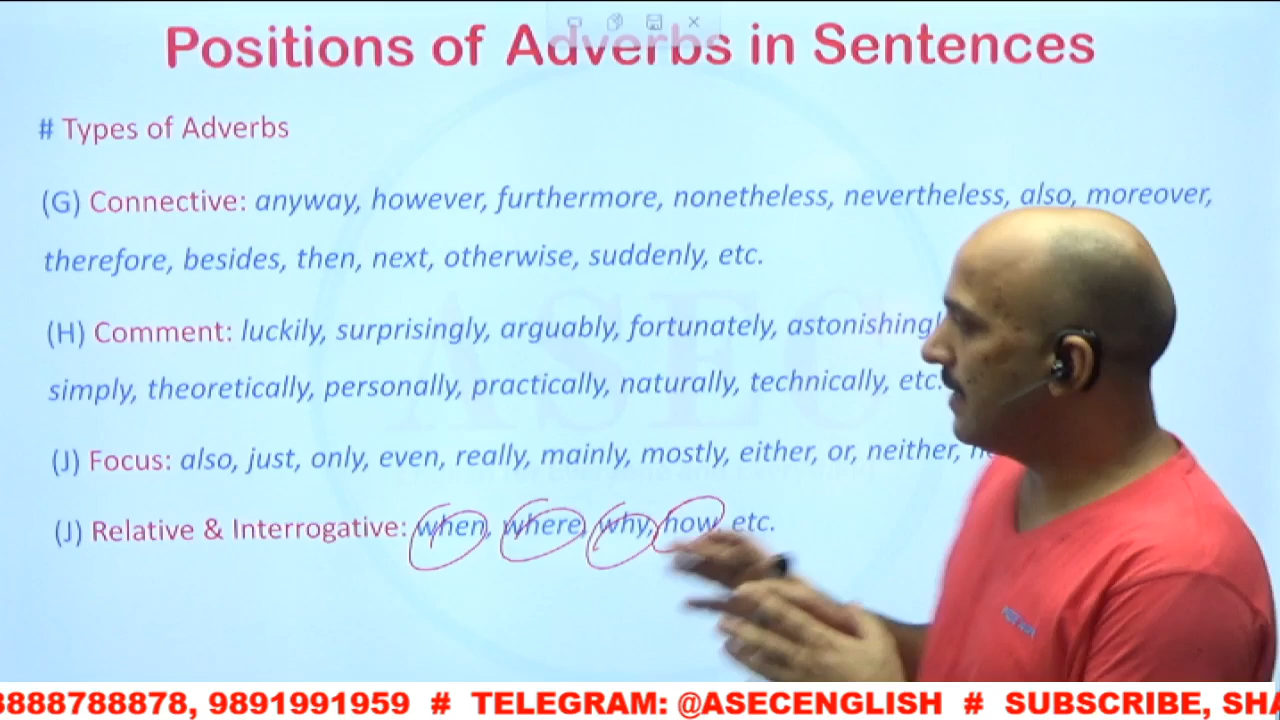 Positions of Adverbs in Sentences
# Types of Adverbs
(G) Connective: anyway, however, furthermore, nonetheless, nevertheless, also, moreover,
therefore, besides, then, next, otherwise, suddenly, etc.
(H) Comment: luckily, surprisingly, arguably, fortunately, astonishingl
simply, theoretically, personally, practically, naturally, technically, etc.
(J) Focus: also, just, only, even, really, mainly, mostly, either, or, neither,
(J) Relative & Interrogative: when, where, why, how, etc.
ASEC
8888788878, 9891991959 # TELEGRAM: @ASECENGLISH # SUBSCRIBE, SHA